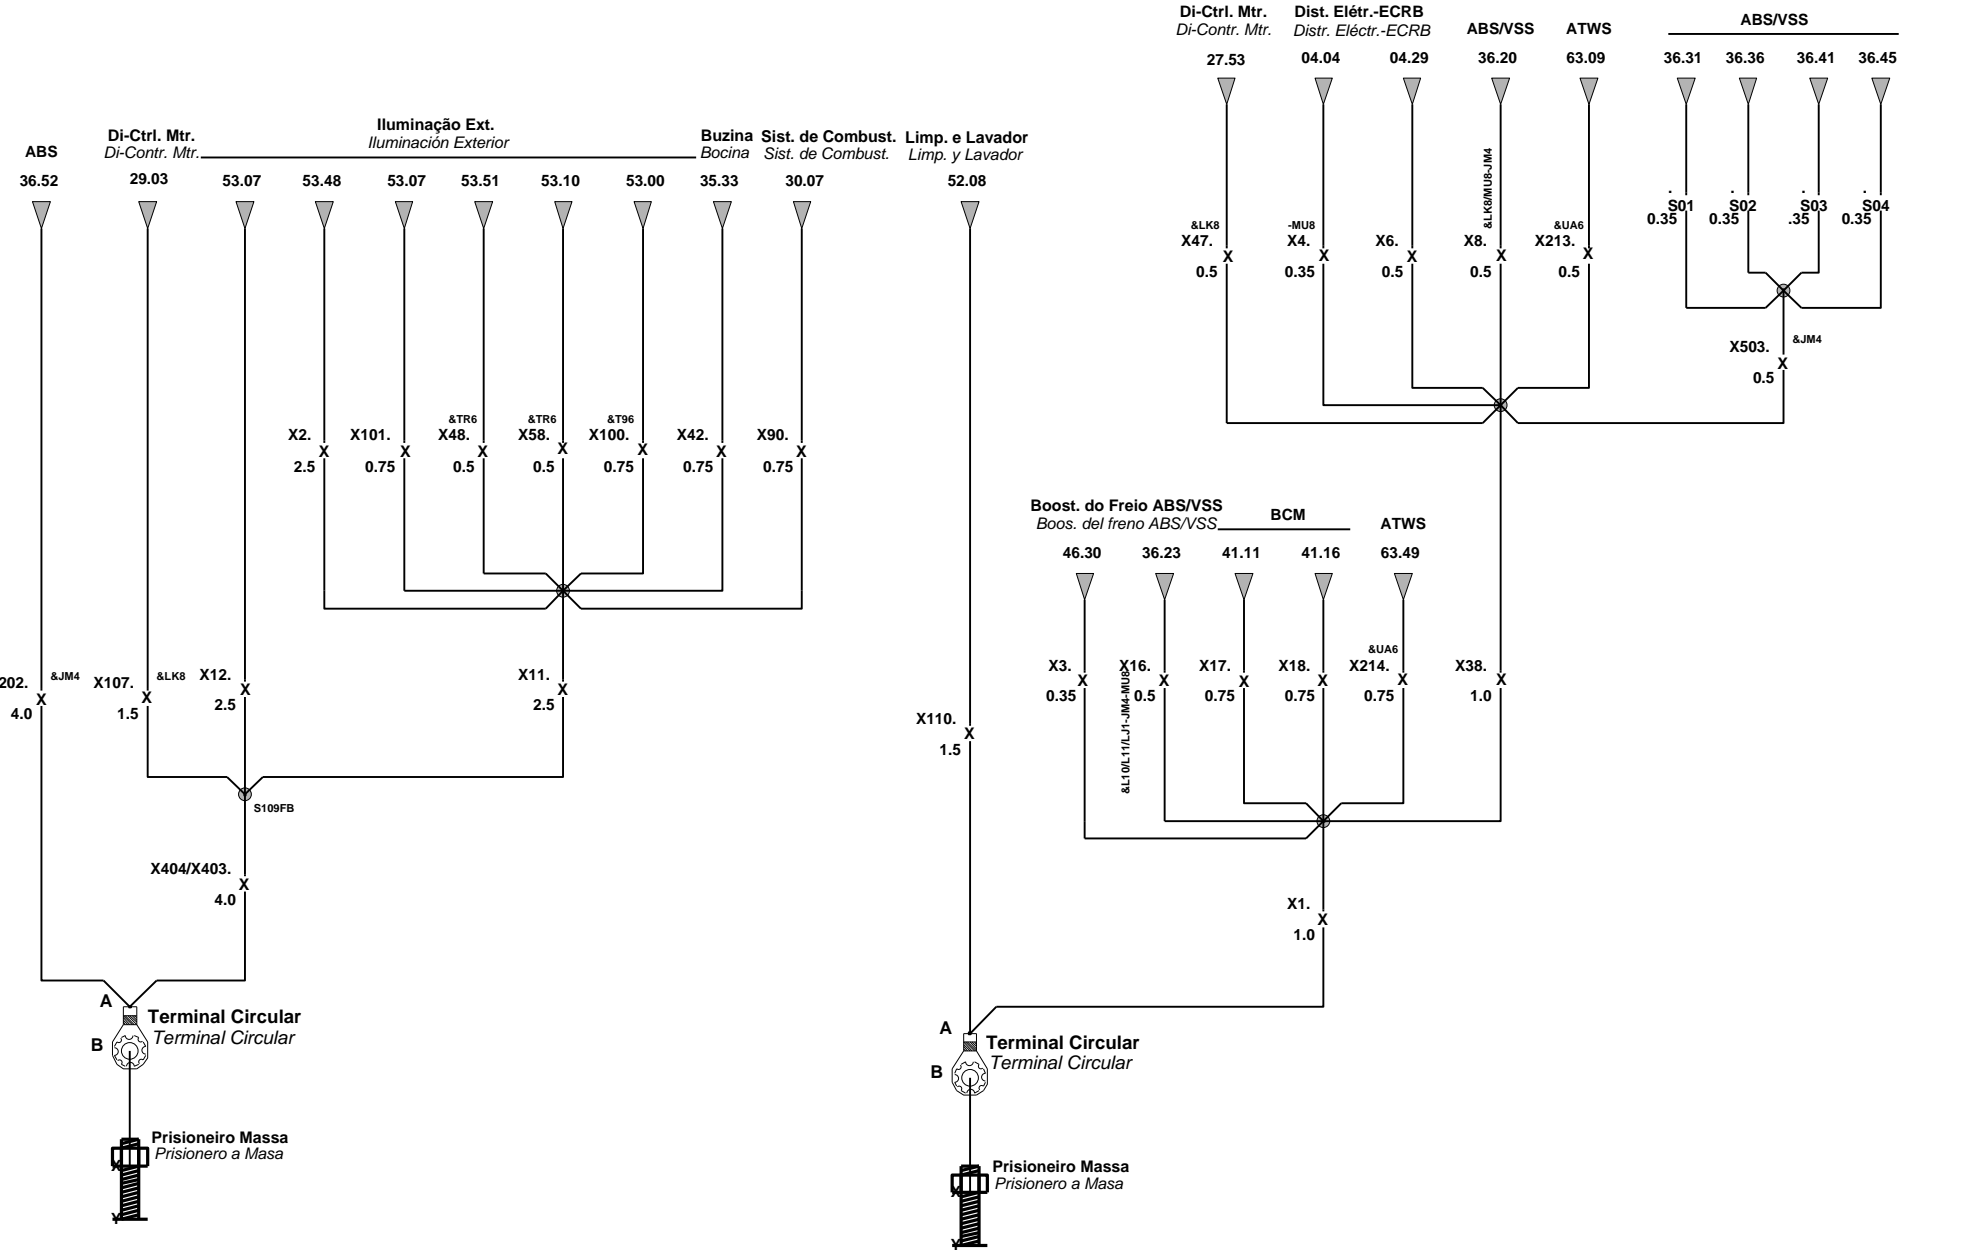 Di-Ctrl. Mtr.
Di-Contr. Mtr.
27.53
Dist. Elétr.-ECRB
Distr. Eléctr.-ECRB
04.04
04.29
ABS/VSS
36.20
ATWS
63.09
ABS/VSS
36.31
36.36
36.41
36.45
ABS
36.52
Di-Ctrl. Mtr.
Di-Contr. Mtr.
29.03
Iluminação Ext.
Iluminación Exterior
53.07
53.48
53.07
53.51
53.10
53.00
Buzina
Bocina
35.33
Sist. de Combust.
Sist. de Combust.
30.07
Limp. e Lavador
Limp. y Lavador
52.08
&LK8
X47.
X
0.5
-MU8
X4.
X
0.35
X6.
X
0.5
&LK8/MU8-JM4
X8.
X
0.5
&UA6
X213.
X
0.5
.
S01
0.35
.
S02
0.35
.
S03
.35
.
S04
0.35
X503.
&JM4
X
0.5
X2.
X
2.5
X101.
X
0.75
&TR6
X48.
X
0.5
&TR6
X58.
X
0.5
&T96
X100.
X
0.75
X42.
X
0.75
X90.
X
0.75
Boost. do Freio ABS/VSS
Boos. del freno ABS/VSS
46.30
36.23
BCM
41.11
41.16
ATWS
63.49
202.
&JM4
X
4.0
X107.
&LK8
X
1.5
X12.
X
2.5
X11.
X
2.5
X110.
X
1.5
X3.
X
0.35
&L10/L11/LJ1-JM4-MU8
X16.
X
0.5
X17.
X
0.75
X18.
X
0.75
&UA6
X214.
X
0.75
X38.
X
1.0
S109FB
X404/X403.
X
4.0
X1.
X
1.0
A
Terminal Circular
Terminal Circular
B
Prisioneiro Massa
Prisionero a Masa
X
Y
A
Terminal Circular
Terminal Circular
B
Prisioneiro Massa
Prisionero a Masa
X
Y